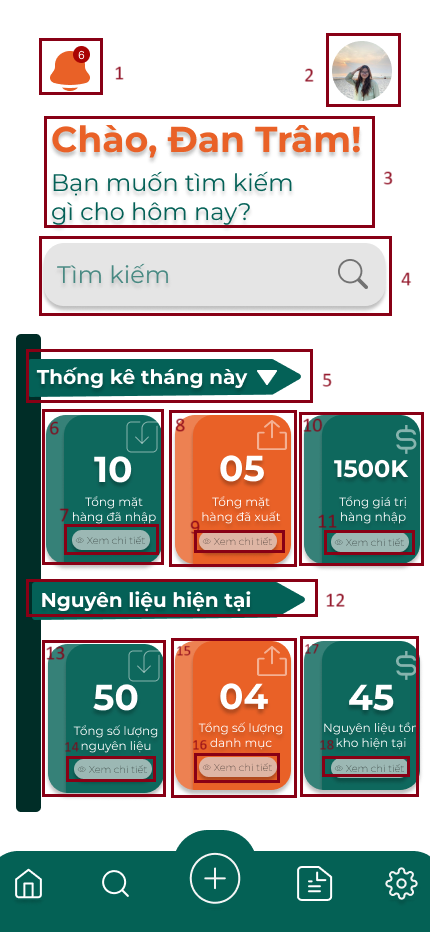 6
1
2
Chào, Đan Trâm!
Bạn muốn tìm kiếm
gì cho hôm nay?
3
Tìm kiếm
4
Thống kê tháng này
5
6
8
10
10
05
1500K
Tổng mặt
hàng đã nhập
Tổng mặt
hàng đã xuất
Tổng giá trị
hàng nhập
7
9
11
Xem chi tiết
Xem chi tiết
Xem chi tiết
Nguyên liệu hiện tại
12
13
15
17
50
04
45
Tổng số lượng
nguyên liệu
Tổng số lượng
danh mục
Nguyên liệu tồn
kho hiện tại
14
16
18
Xem chi tiết
Xem chi tiết
Xem chi tiết